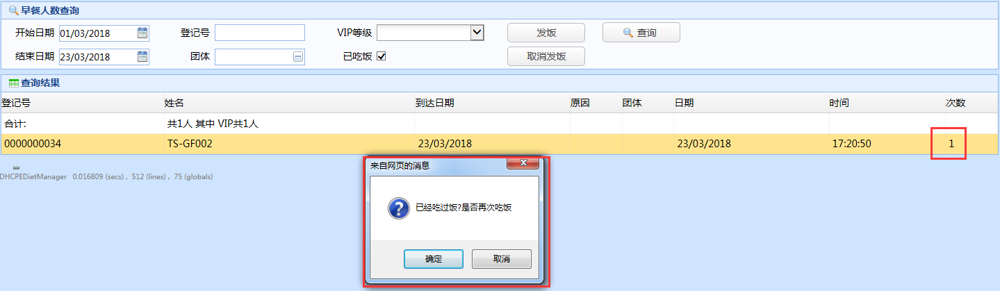 早餐人数查询
开始日期 01/03/2018 登记号 VIP等级 发饭 查询
结束日期 23/03/2018 团体 ... 已吃饭 取消发饭
查询结果
登记号 姓名 到达日期 原因 团体 日期 时间 次数
合计: 共1人 其中 VIP共1人
0000000034 TS-GF002 23/03/2018 23/03/2018 17:20:50 1
DHCPEDietManager 0.016809 (secs) , 512 (lines) , 75 (globals)
来自网页的消息
已经吃过饭?是否再次吃饭
确定 取消